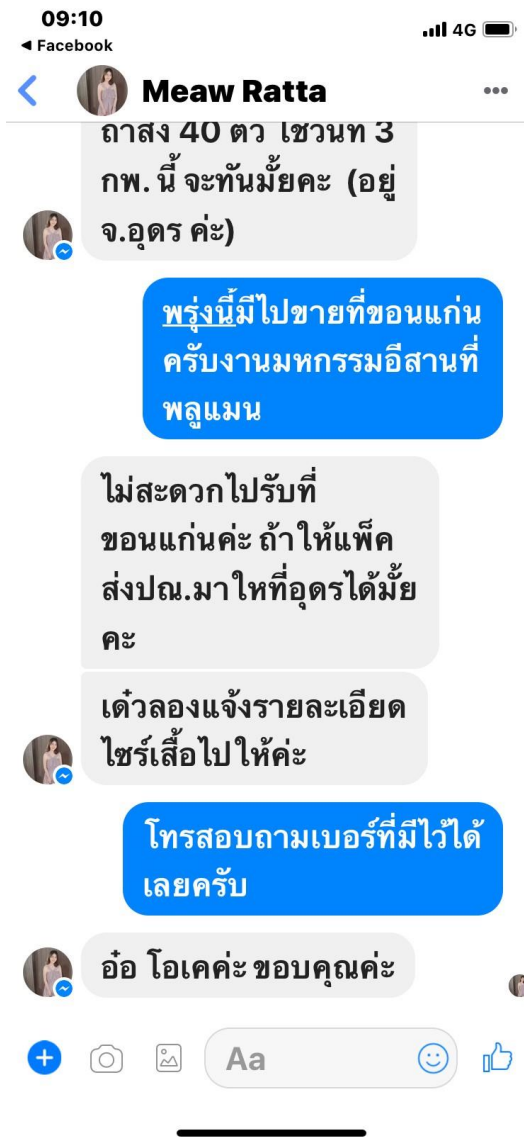 09:10
4G
◀ Facebook
Meaw Ratta
ถ้าสั่ง 40 ตัว ใช้วันที่ 3
กพ. นี้ จะทันมั้ยคะ (อยู่
จ.อุดร ค่ะ)
พรุ่งนี้มีไปขายที่ขอนแก่น
ครับงานมหกรรมอีสานที่
พลูแมน
ไม่สะดวกไปรับที่
ขอนแก่นค่ะ ถ้าให้แพ็ค
ส่งปณ.มาใหที่อุดรได้มั้ย
คะ
เด๋วลองแจ้งรายละเอียด
ไซร์เสื้อไปให้ค่ะ
โทรสอบถามเบอร์ที่มีไว้ได้
เลยครับ
อ๋อ โอเคค่ะ ขอบคุณค่ะ
Aa